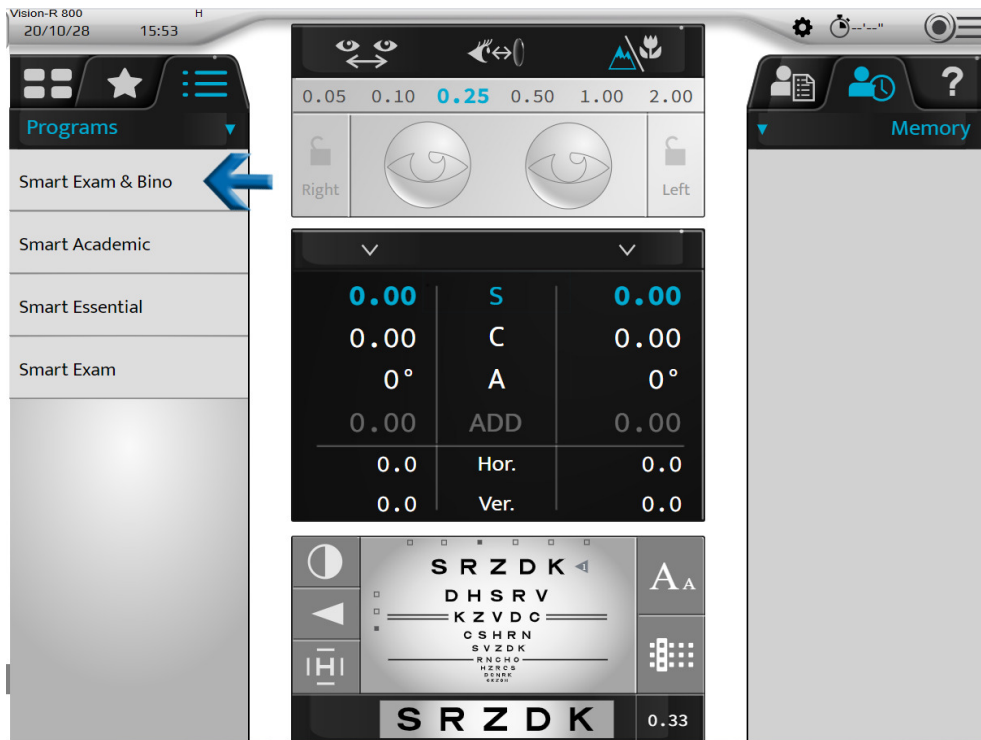 Vision-R 800 H
20/10/28 15:53 --'--"
?
Programs Memory
0.05 0.10 0.25 0.50 1.00 2.00
Smart Exam & Bino
Right Left
Smart Academic
Smart Essential
Smart Exam
0.00 S 0.00
0.00 C 0.00
0° A 0°
0.00 ADD 0.00
0.0 Hor. 0.0
0.0 Ver. 0.0
S R Z D K 1
A A
D H S R V
K Z V D C
C S H R N
S V Z D K
R N C H O
H Z R C S
D C N R K
|H|
S R Z D K 0.33